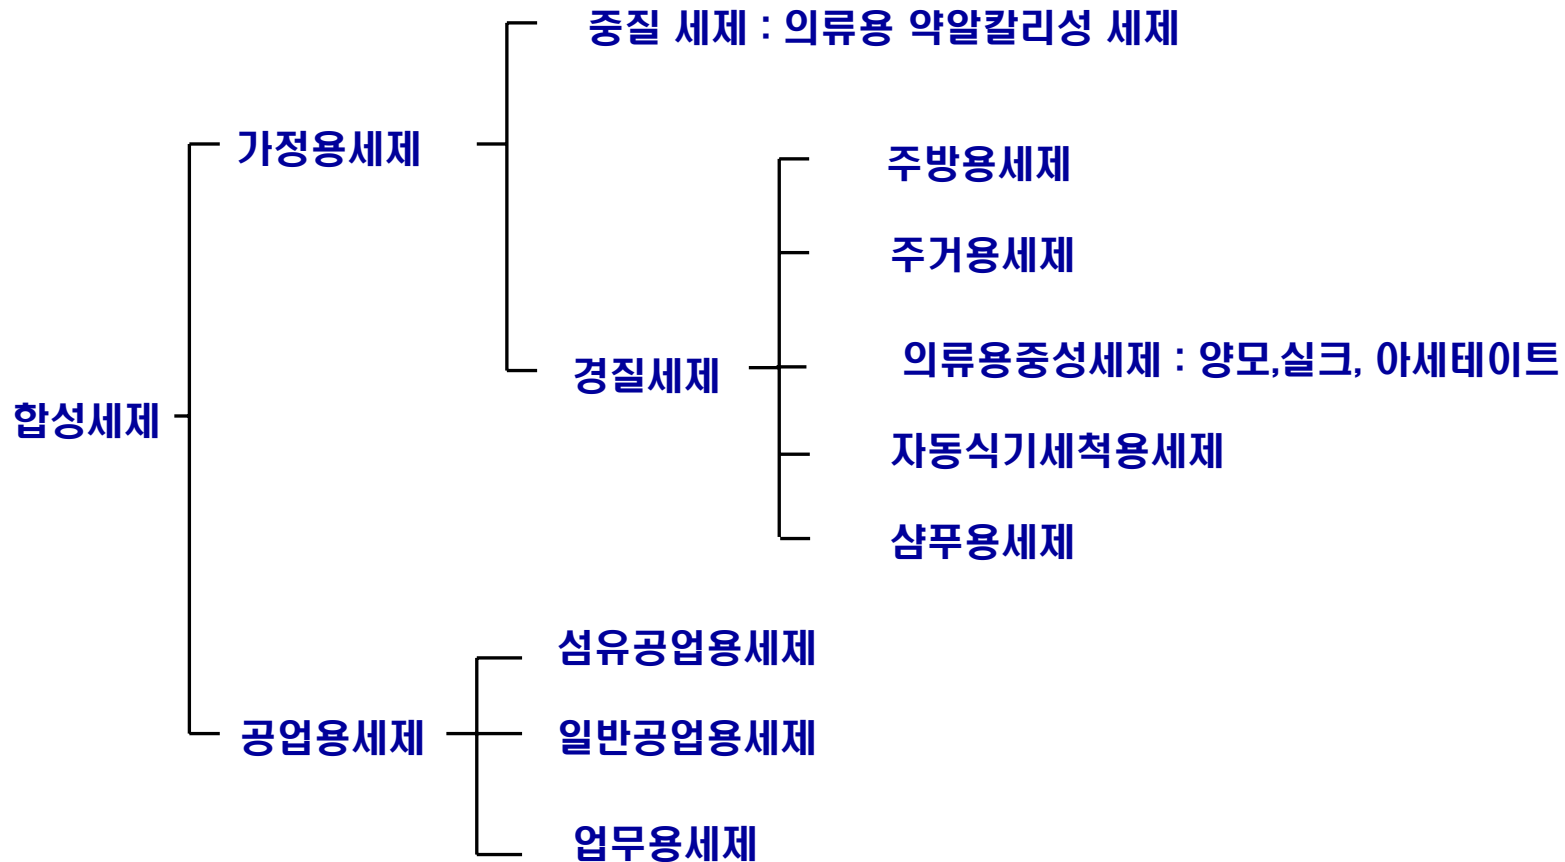 중질 세제 : 의류용 약알칼리성 세제
가정용세제
주방용세제
주거용세제
의류용중성세제 : 양모,실크, 아세테이트
경질세제
합성세제
자동식기세척용세제
샴푸용세제
섬유공업용세제
공업용세제
일반공업용세제
업무용세제